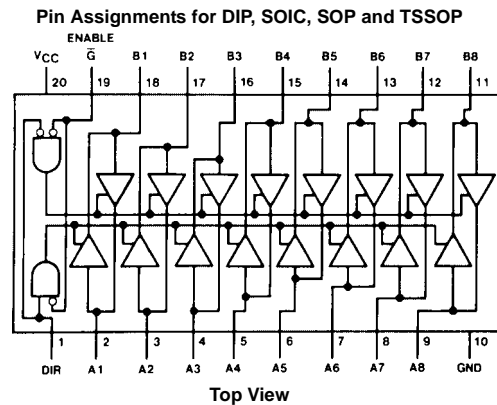 Pin Assignments for DIP, SOIC, SOP and TSSOP
ENABLE
VCC G B1 B2 B3 B4 B5 B6 B7 B8
20 19 18 17 16 15 14 13 12 11
1 2 3 4 5 6 7 8 9 10
DIR A1 A2 A3 A4 A5 A6 A7 A8 GND
Top View